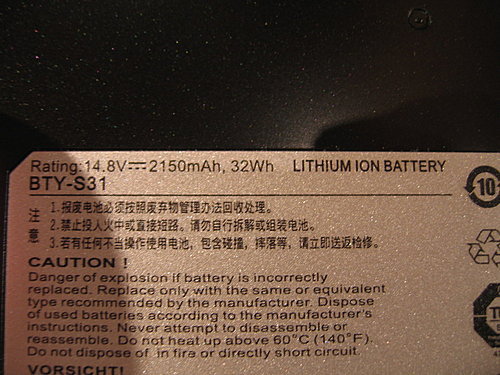 Rating:14.8V⎓2150mAh, 32Wh LITHIUM ION BATTERY
BTY-S31
注意
1.报废电池必须按照废弃物管理办法回收处理。
2.禁止投入火中或直接短路。请勿自行拆解或组装电池。
3.若有任何不当操作使用电池，包含碰撞，摔落等，请立即送返检修。
10
CAUTION !
Danger of explosion if battery is incorrectly
replaced. Replace only with the same or equivalent
type recommended by the manufacturer. Dispose
of used batteries according to the manufacturer's
instructions. Never attempt to disassemble or
reassemble. Do not heat up above 60°C (140°F).
Do not dispose of in fire or directly short circuit
VORSICHT!